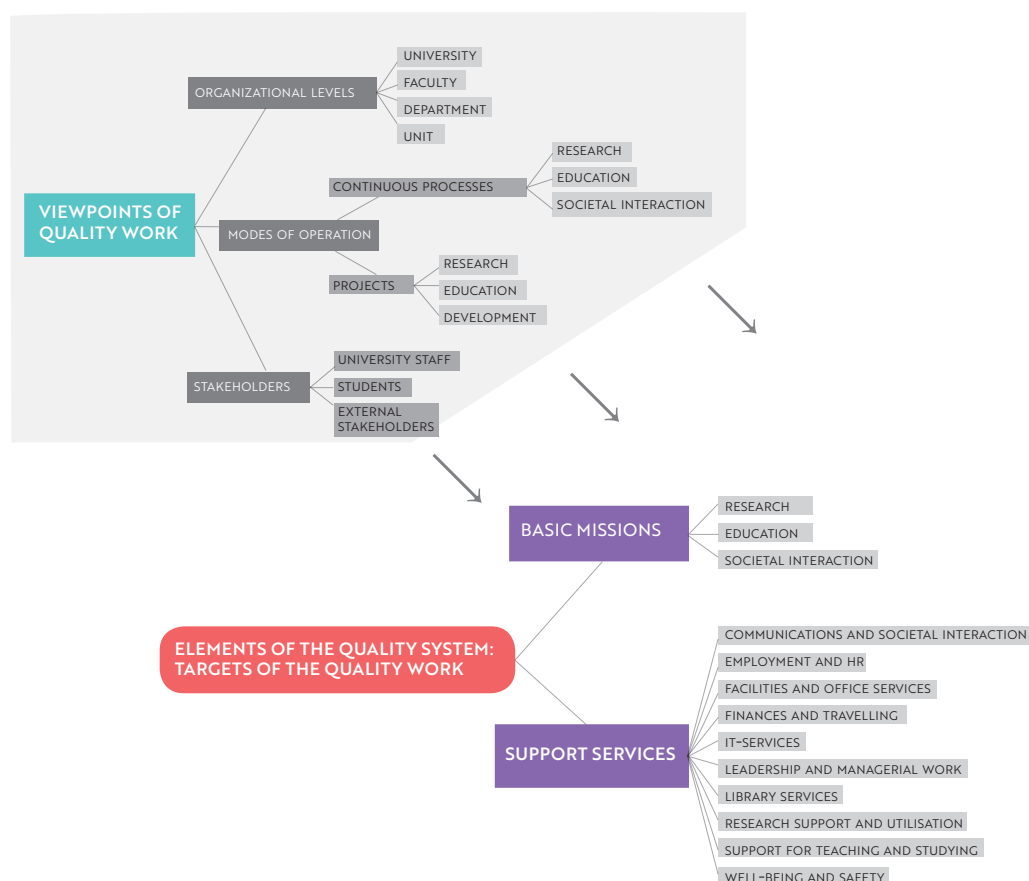 UNIVERSITY
FACULTY
ORGANIZATIONAL LEVELS
DEPARTMENT
UNIT
RESEARCH
EDUCATION
CONTINUOUS PROCESSES
SOCIETAL INTERACTION
VIEWPOINTS OF
QUALITY WORK
MODES OF OPERATION
RESEARCH
PROJECTS
EDUCATION
DEVELOPMENT
UNIVERSITY STAFF
STAKEHOLDERS
STUDENTS
EXTERNAL
STAKEHOLDERS
RESEARCH
BASIC MISSIONS
EDUCATION
SOCIETAL INTERACTION
ELEMENTS OF THE QUALITY SYSTEM:
TARGETS OF THE QUALITY WORK
COMMUNICATIONS AND SOCIETAL INTERACTION
EMPLOYMENT AND HR
FACILITIES AND OFFICE SERVICES
FINANCES AND TRAVELLING
IT-SERVICES
SUPPORT SERVICES
LEADERSHIP AND MANAGERIAL WORK
LIBRARY SERVICES
RESEARCH SUPPORT AND UTILISATION
SUPPORT FOR TEACHING AND STUDYING
WELL-BEING AND SAFETY